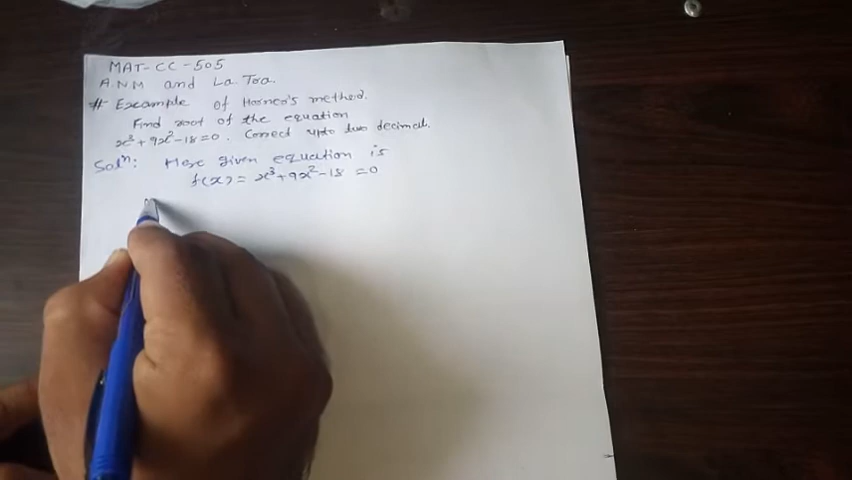 MAT-CC-505
A.N.M and La Tra.
# Example of Horner's method.
Find root of the equation
x³+9x²-18=0. Correct upto two decimal.
Solⁿ: Here given equation is
f(x) = x³+9x²-18 =0